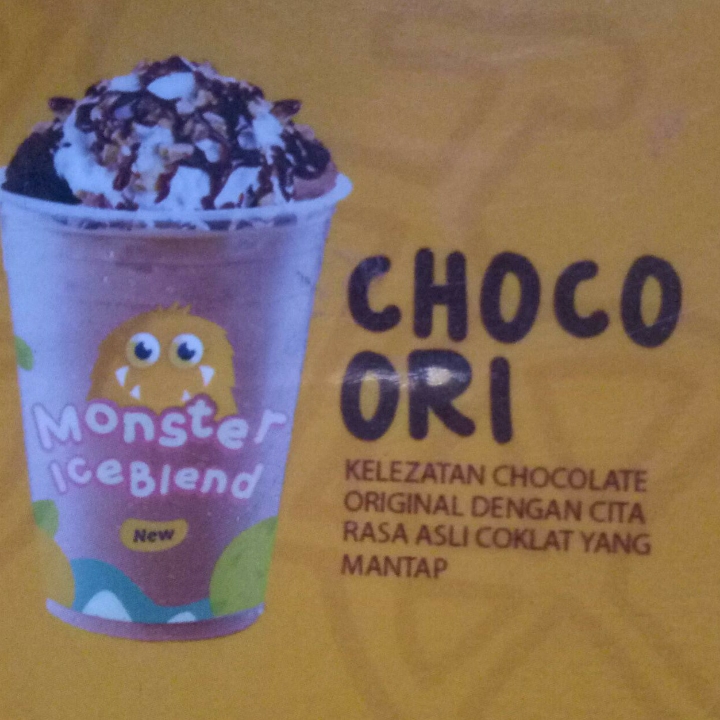 CHOCO
ORI
KELEZATAN CHOCOLATE
ORIGINAL DENGAN CITA
RASA ASLI COKLAT YANG
MANTAP
Monster
IceBlend
New